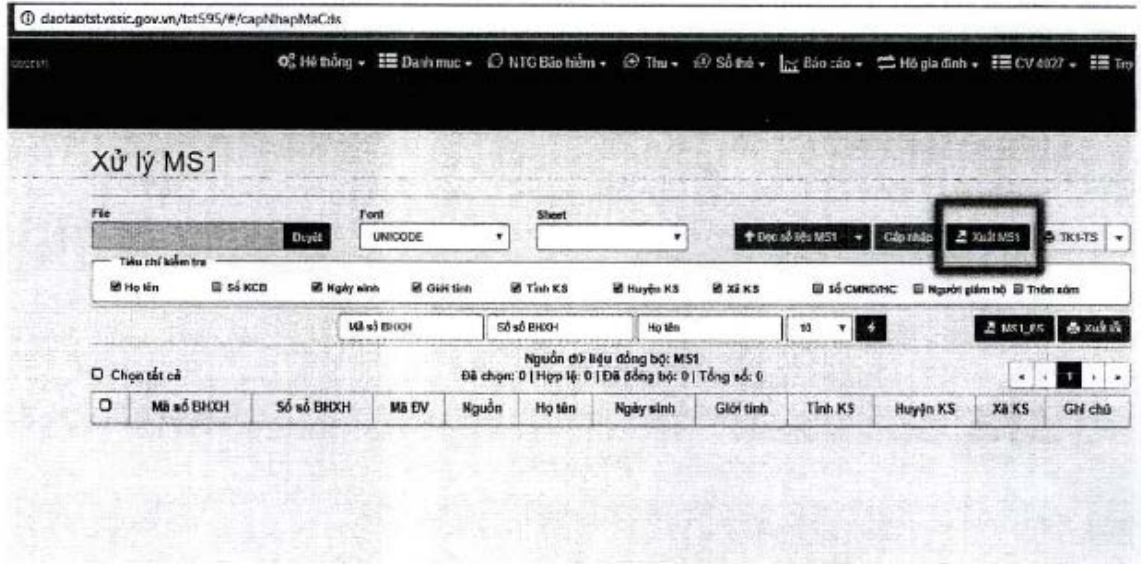 daotaotst.vssic.gov.vn/tst595/#/capNhapMaCds
Hệ thống Danh mục NTG Bảo hiểm Thu Sổ thẻ Báo cáo Hộ gia đình CV 4027 Trợ
Xử lý MS1
File Font Sheet
Duyệt UNICODE Đọc số liệu MS1 Cấp nhập Xuất MS1 TK1-TS
Tiêu chí kiểm tra
Họ tên Số KCB Ngày sinh Giới tính Tỉnh KS Huyện KS Xã KS Số CMND/HC Người giám hộ Thôn xóm
Mã số BHXH Số sổ BHXH Họ tên 10 MS1_FS Xuất lỗi
Nguồn dữ liệu đồng bộ: MS1
Chọn tất cả Đã chọn: 0 | Hợp lệ: 0 | Đã đồng bộ: 0 | Tổng số: 0 « ‹ 1 › »
Mã số BHXH Số sổ BHXH Mã ĐV Nguồn Họ tên Ngày sinh Giới tính Tỉnh KS Huyện KS Xã KS Ghi chú